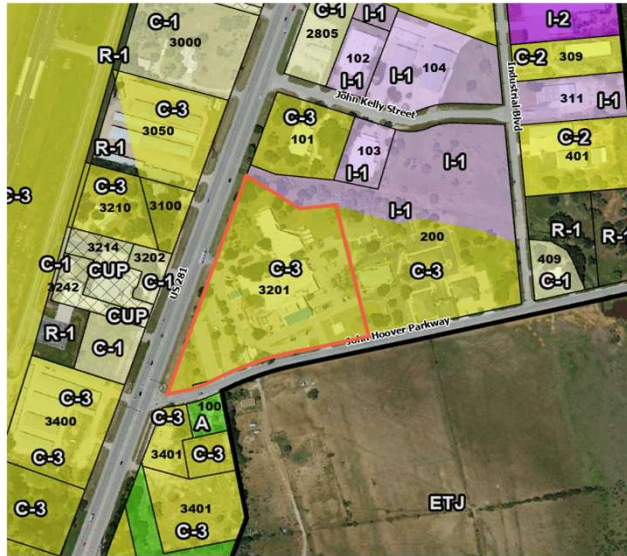 C-1
3000
R-1
C-1
2805
I-1
102
I-1
I-1
104
I-2
C-2
309
Industrial Blvd
311
I-1
John Kelly Street
C-3
3050
R-1
C-3
101
103
I-1
C-2
401
C-3
C-3
3210
3100
I-1
I-1
200
R-1
R-1
3214
3202
C-1
CUP
C-1
3242
CUP
US 281
C-3
3201
C-3
409
C-1
R-1
C-1
John Hoover Parkway
C-3
3400
C-3
C-3
100
A
C-3
3401
C-3
3401
C-3
C-3
ETJ